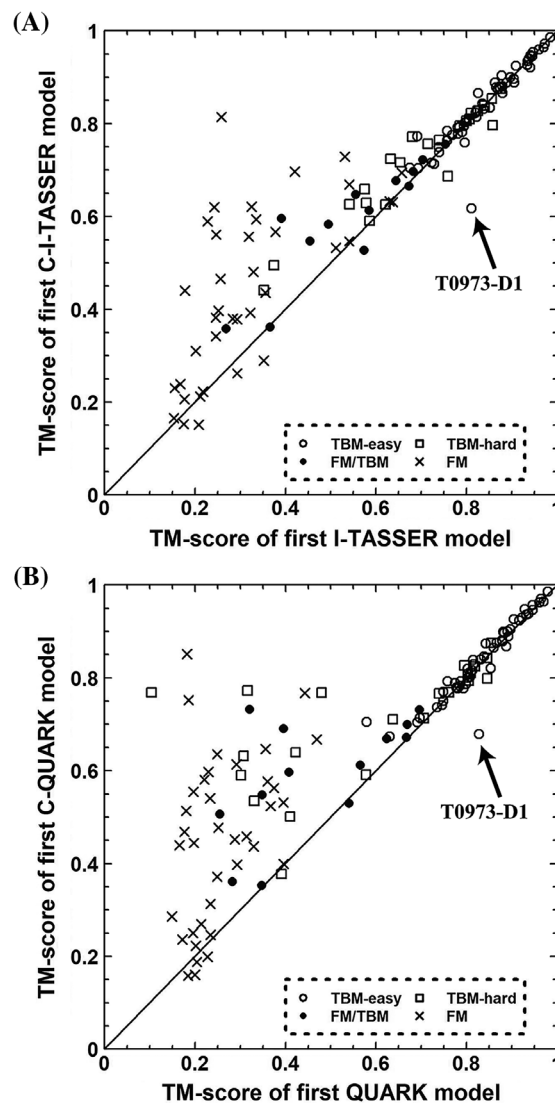 (A)
1
0.8
0.6
0.4
0.2
0
TM-score of first C-I-TASSER model
T0973-D1
TBM-easy TBM-hard
FM/TBM FM
0 0.2 0.4 0.6 0.8 1
TM-score of first I-TASSER model
(B)
1
0.8
0.6
0.4
0.2
0
TM-score of first C-QUARK model
T0973-D1
TBM-easy TBM-hard
FM/TBM FM
0 0.2 0.4 0.6 0.8 1
TM-score of first QUARK model